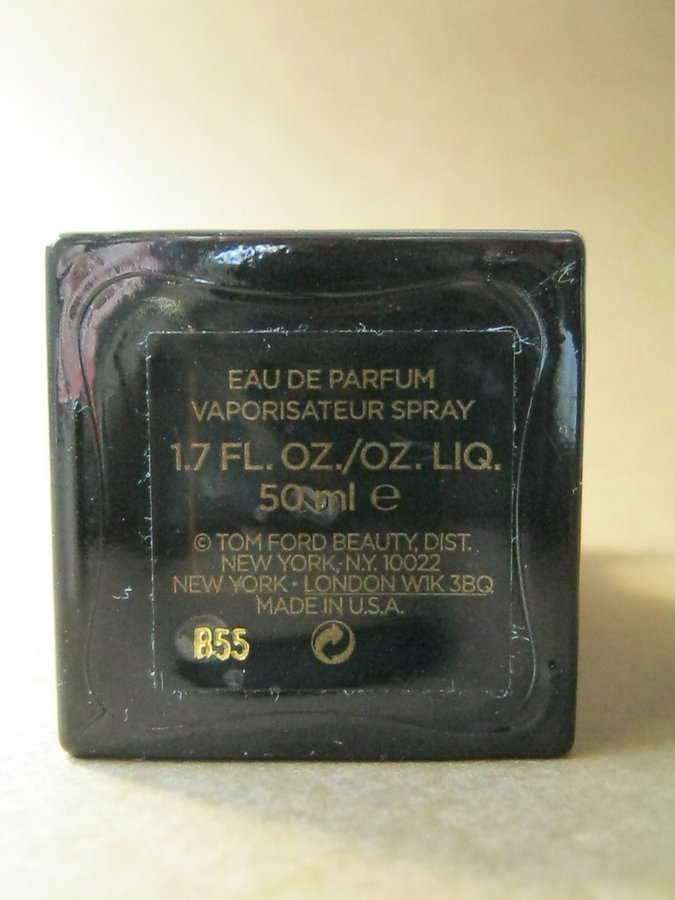 EAU DE PARFUM
VAPORISATEUR SPRAY
1.7 FL. OZ./OZ. LIQ.
50 ml ℮
© TOM FORD BEAUTY, DIST.
NEW YORK, N.Y. 10022
NEW YORK • LONDON W1K 3BQ
MADE IN U.S.A.
B55